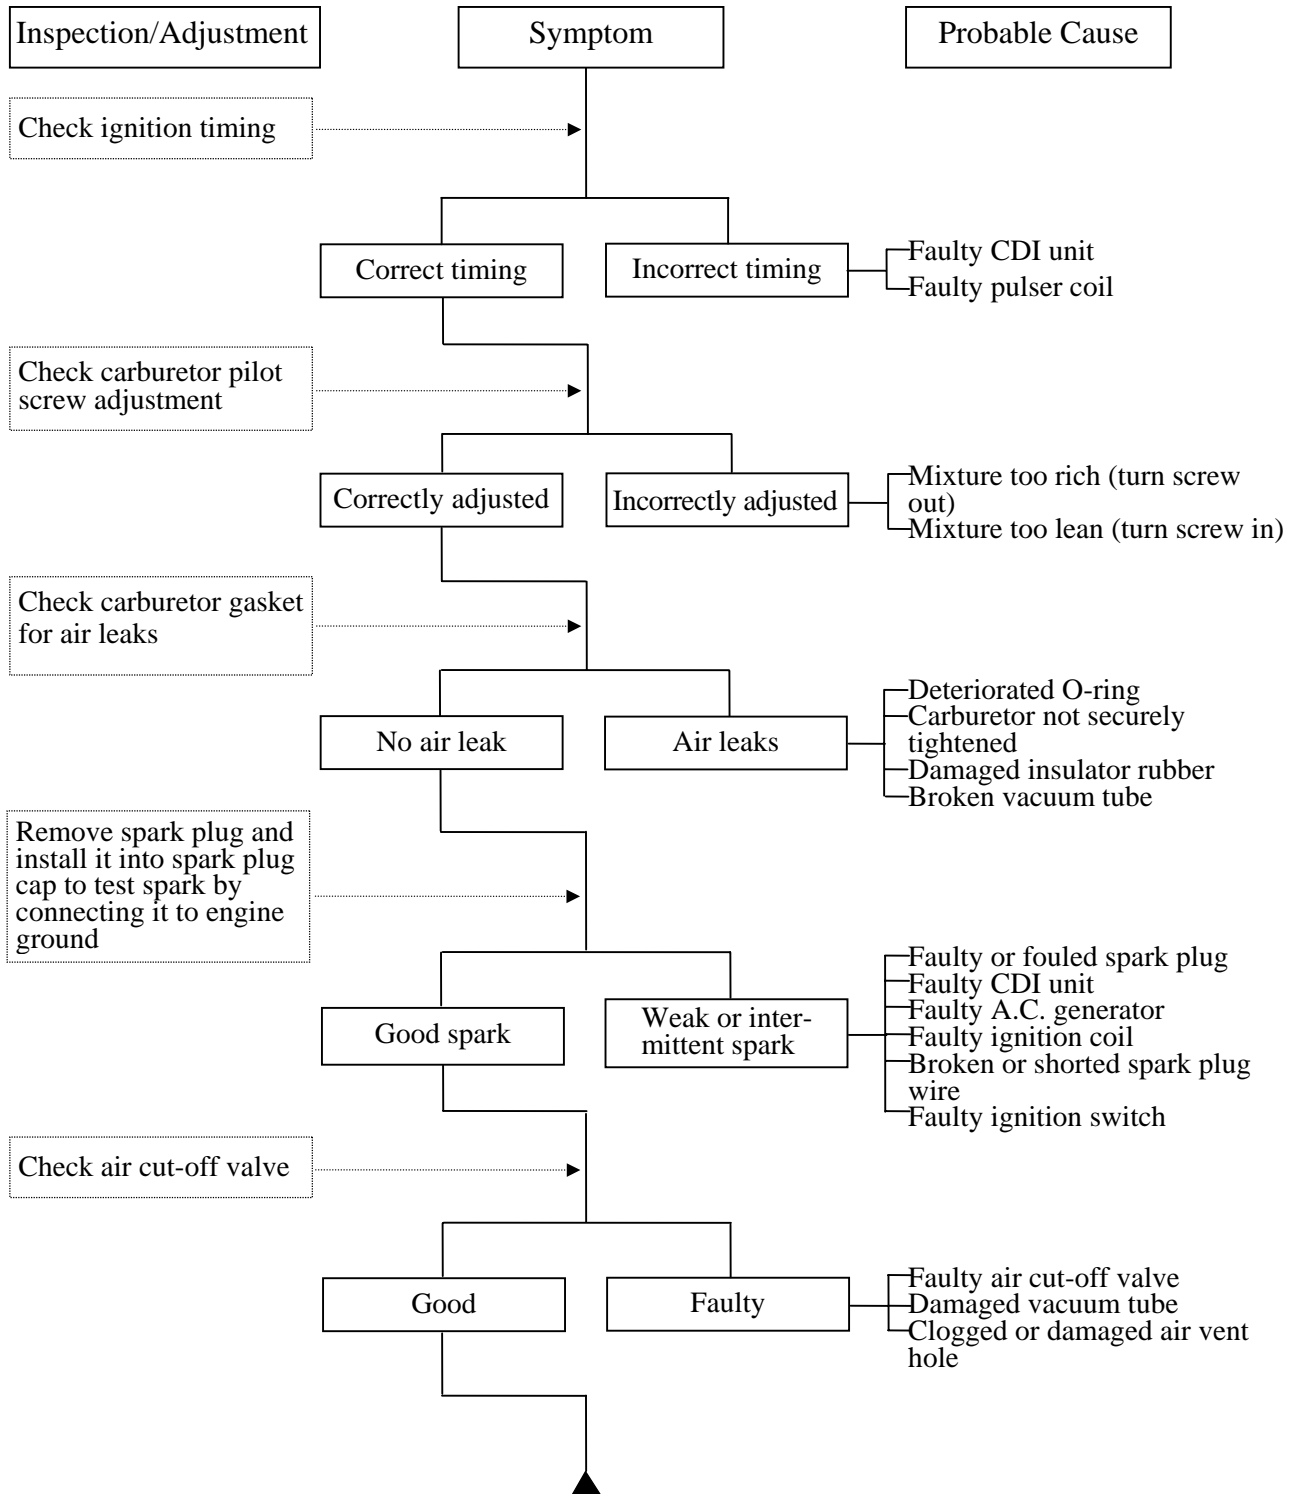 Inspection/Adjustment
Symptom
Probable Cause
Check ignition timing
Correct timing
Incorrect timing
Faulty CDI unit
Faulty pulser coil
Check carburetor pilot
screw adjustment
Correctly adjusted
Incorrectly adjusted
Mixture too rich (turn screw
out)
Mixture too lean (turn screw in)
Check carburetor gasket
for air leaks
No air leak
Air leaks
Deteriorated O-ring
Carburetor not securely
tightened
Damaged insulator rubber
Broken vacuum tube
Remove spark plug and
install it into spark plug
cap to test spark by
connecting it to engine
ground
Good spark
Weak or inter-
mittent spark
Faulty or fouled spark plug
Faulty CDI unit
Faulty A.C. generator
Faulty ignition coil
Broken or shorted spark plug
wire
Faulty ignition switch
Check air cut-off valve
Good
Faulty
Faulty air cut-off valve
Damaged vacuum tube
Clogged or damaged air vent
hole